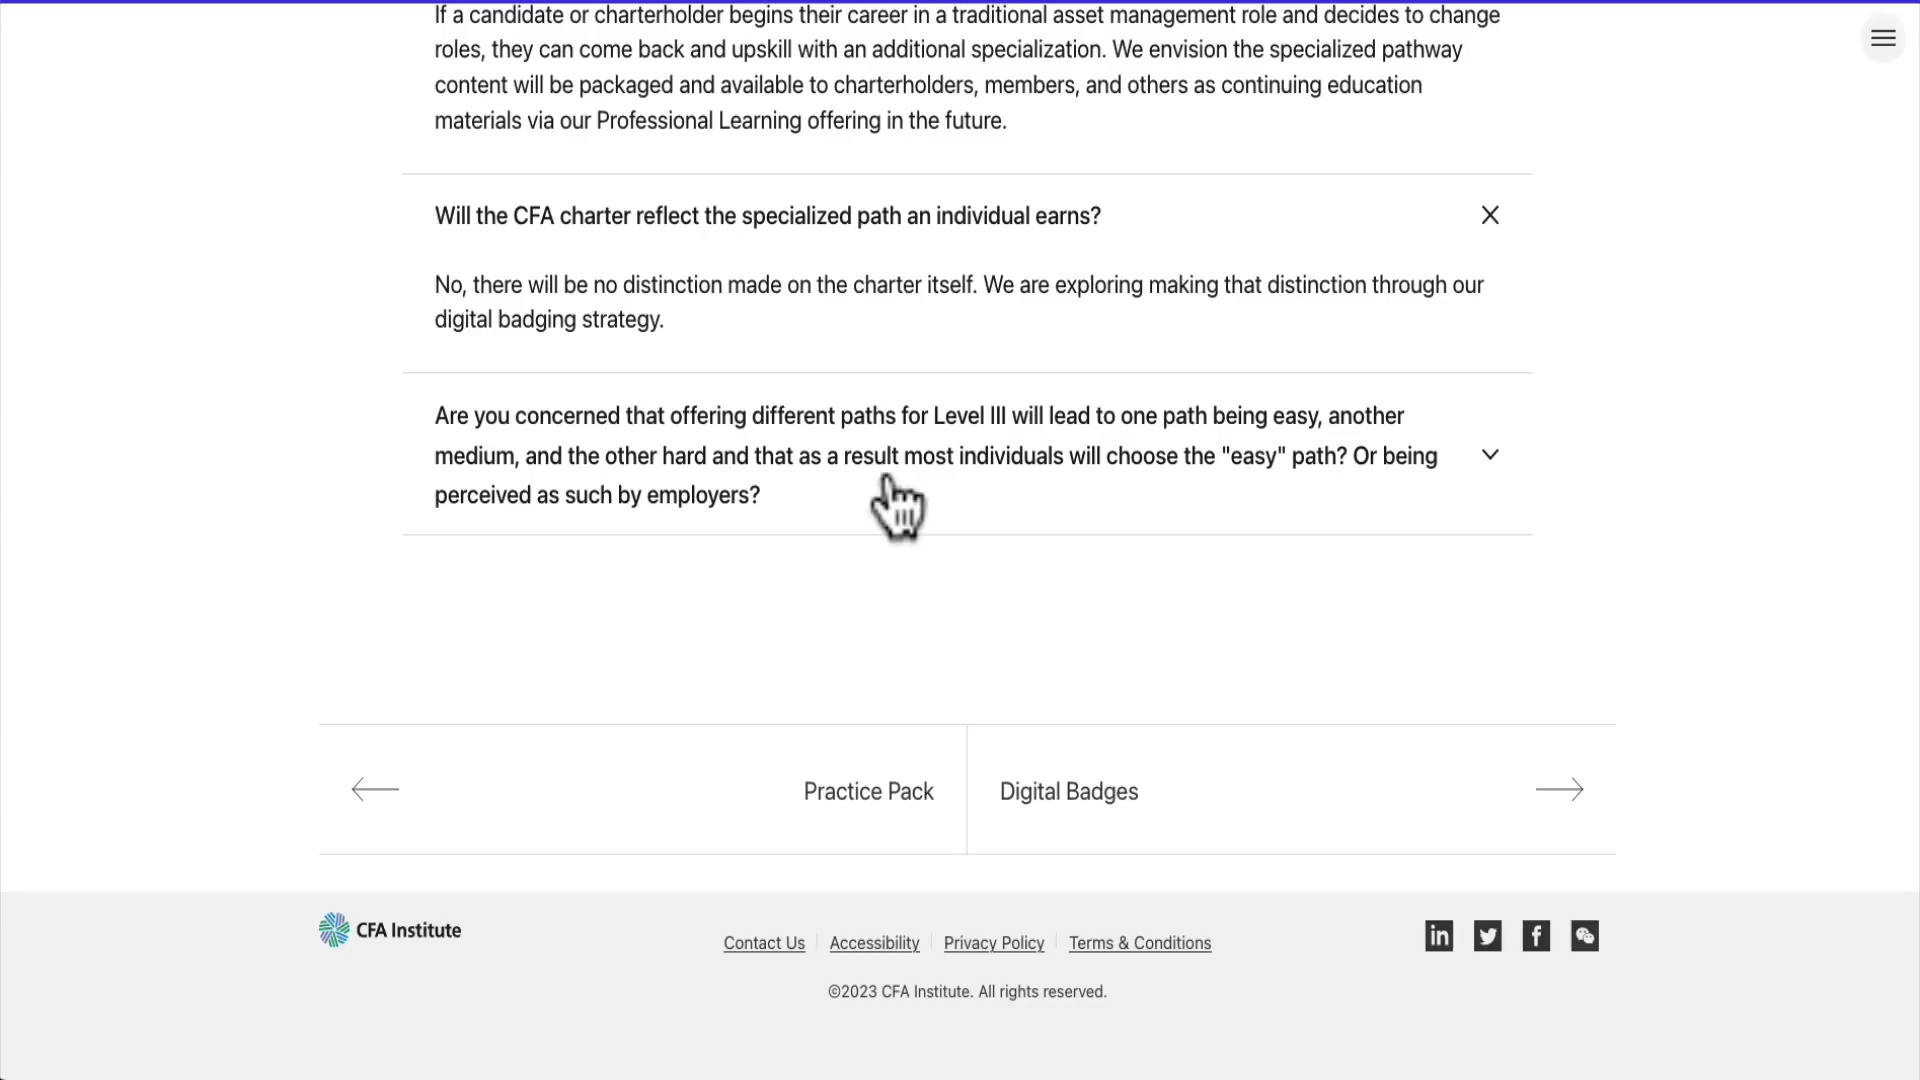 If a candidate or charterholder begins their career in a traditional asset management role and decides to change
roles, they can come back and upskill with an additional specialization. We envision the specialized pathway
content will be packaged and available to charterholders, members, and others as continuing education
materials via our Professional Learning offering in the future.
Will the CFA charter reflect the specialized path an individual earns?
No, there will be no distinction made on the charter itself. We are exploring making that distinction through our
digital badging strategy.
Are you concerned that offering different paths for Level III will lead to one path being easy, another
medium, and the other hard and that as a result most individuals will choose the "easy" path? Or being
perceived as such by employers?
Practice Pack
Digital Badges
CFA Institute
Contact Us Accessibility Privacy Policy Terms & Conditions
©2023 CFA Institute. All rights reserved.